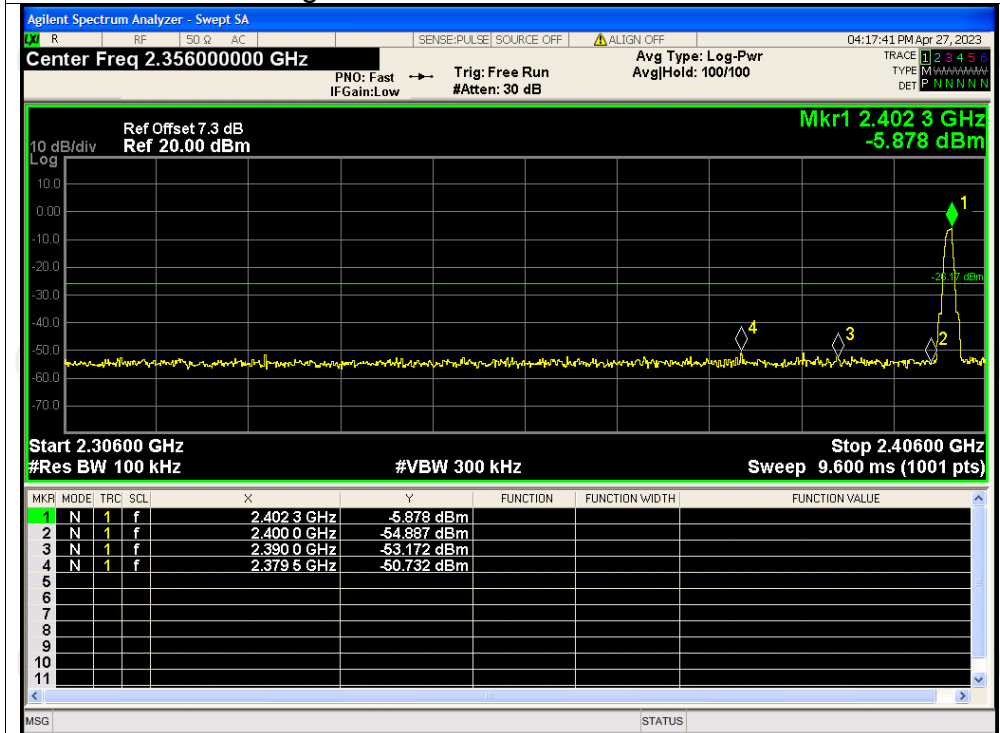 Agilent Spectrum Analyzer - Swept SA
LXI R RF 50 Ω AC SENSE:PULSE SOURCE OFF ALIGN OFF 04:17:41 PM Apr 27, 2023
Center Freq 2.356000000 GHz
PNO: Fast
IFGain:Low
Trig: Free Run
#Atten: 30 dB
Avg Type: Log-Pwr
Avg|Hold: 100/100
TRACE 1 2 3 4 5 6
TYPE M
DET P N N N N N
Mkr1 2.402 3 GHz
-5.878 dBm
Ref Offset 7.3 dB
10 dB/div Ref 20.00 dBm
Log
10.0
0.00
-10.0
-20.0
-30.0
-40.0
-50.0
-60.0
-70.0
1
-26.17 dBm
4
3
2
Start 2.30600 GHz Stop 2.40600 GHz
#Res BW 100 kHz #VBW 300 kHz Sweep 9.600 ms (1001 pts)
MKR MODE TRC SCL X Y FUNCTION FUNCTION WIDTH FUNCTION VALUE
1 N 1 f 2.402 3 GHz -5.878 dBm
2 N 1 f 2.400 0 GHz -54.887 dBm
3 N 1 f 2.390 0 GHz -53.172 dBm
4 N 1 f 2.379 5 GHz -50.732 dBm
5
6
7
8
9
10
11
MSG STATUS